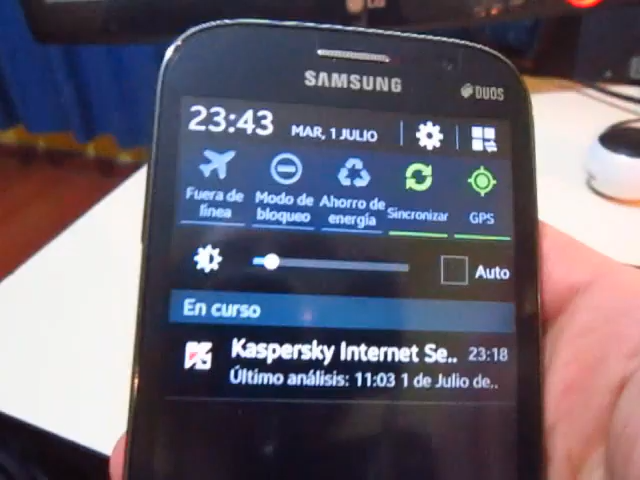 SAMSUNG
DUOS
23:43 MAR, 1 JULIO
Fuera de línea
Modo de bloqueo
Ahorro de energía
Sincronizar
GPS
Auto
En curso
Kaspersky Internet Se.. 23:18
Último análisis: 11:03 1 de Julio de..